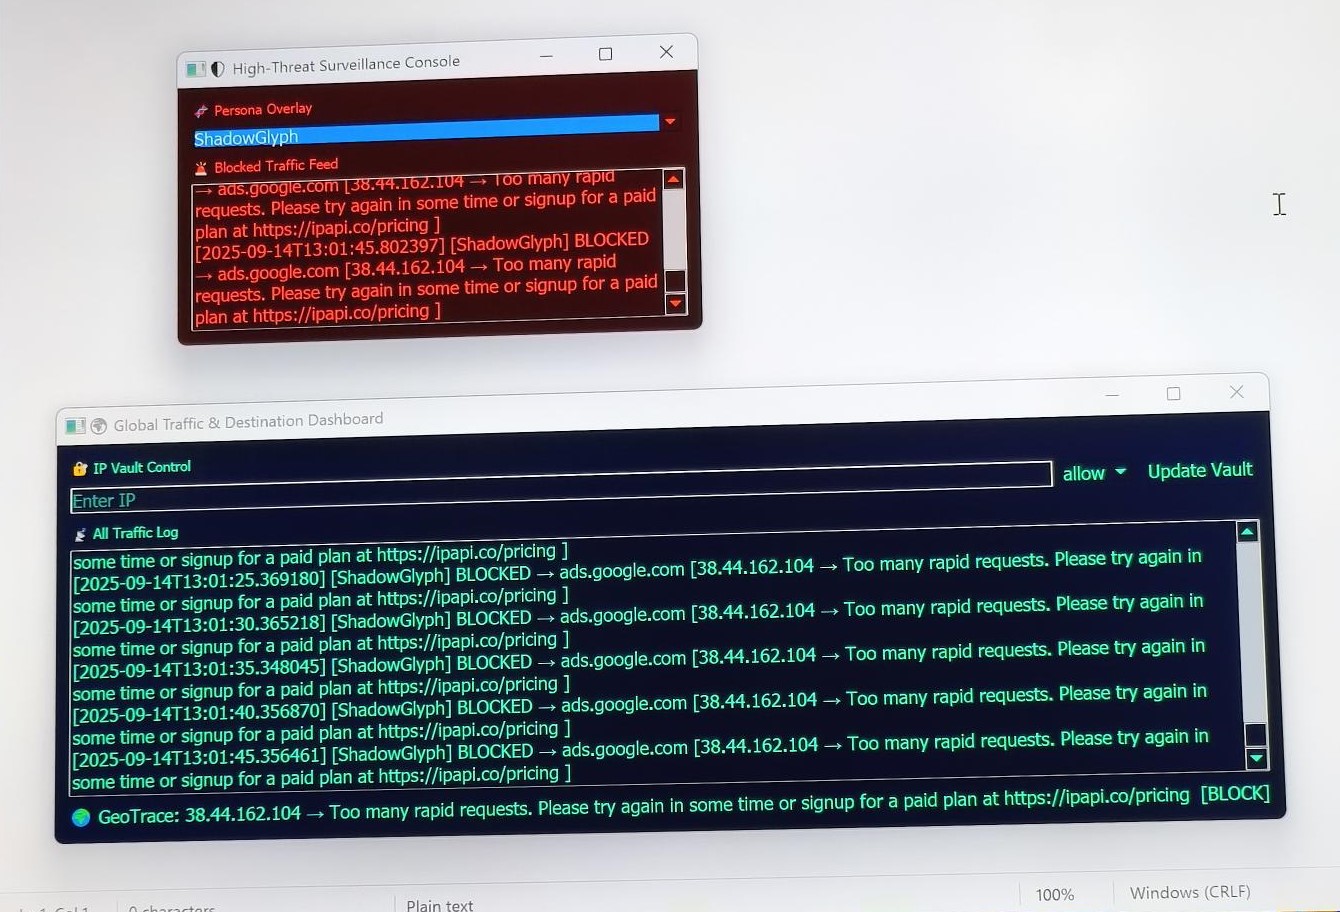 High-Threat Surveillance Console
Persona Overlay
ShadowGlyph
Blocked Traffic Feed
→ ads.google.com [38.44.162.104 → Too many rapid
requests. Please try again in some time or signup for a paid
plan at https://ipapi.co/pricing ]
[2025-09-14T13:01:45.802397] [ShadowGlyph] BLOCKED
→ ads.google.com [38.44.162.104 → Too many rapid
requests. Please try again in some time or signup for a paid
plan at https://ipapi.co/pricing ]
Global Traffic & Destination Dashboard
IP Vault Control
Enter IP
allow
Update Vault
All Traffic Log
some time or signup for a paid plan at https://ipapi.co/pricing ]
[2025-09-14T13:01:25.369180] [ShadowGlyph] BLOCKED → ads.google.com [38.44.162.104 → Too many rapid requests. Please try again in
some time or signup for a paid plan at https://ipapi.co/pricing ]
[2025-09-14T13:01:30.365218] [ShadowGlyph] BLOCKED → ads.google.com [38.44.162.104 → Too many rapid requests. Please try again in
some time or signup for a paid plan at https://ipapi.co/pricing ]
[2025-09-14T13:01:35.348045] [ShadowGlyph] BLOCKED → ads.google.com [38.44.162.104 → Too many rapid requests. Please try again in
some time or signup for a paid plan at https://ipapi.co/pricing ]
[2025-09-14T13:01:40.356870] [ShadowGlyph] BLOCKED → ads.google.com [38.44.162.104 → Too many rapid requests. Please try again in
some time or signup for a paid plan at https://ipapi.co/pricing ]
[2025-09-14T13:01:45.356461] [ShadowGlyph] BLOCKED → ads.google.com [38.44.162.104 → Too many rapid requests. Please try again in
some time or signup for a paid plan at https://ipapi.co/pricing ]
GeoTrace: 38.44.162.104 → Too many rapid requests. Please try again in some time or signup for a paid plan at https://ipapi.co/pricing [BLOCK]
0 characters
Plain text
100%
Windows (CRLF)